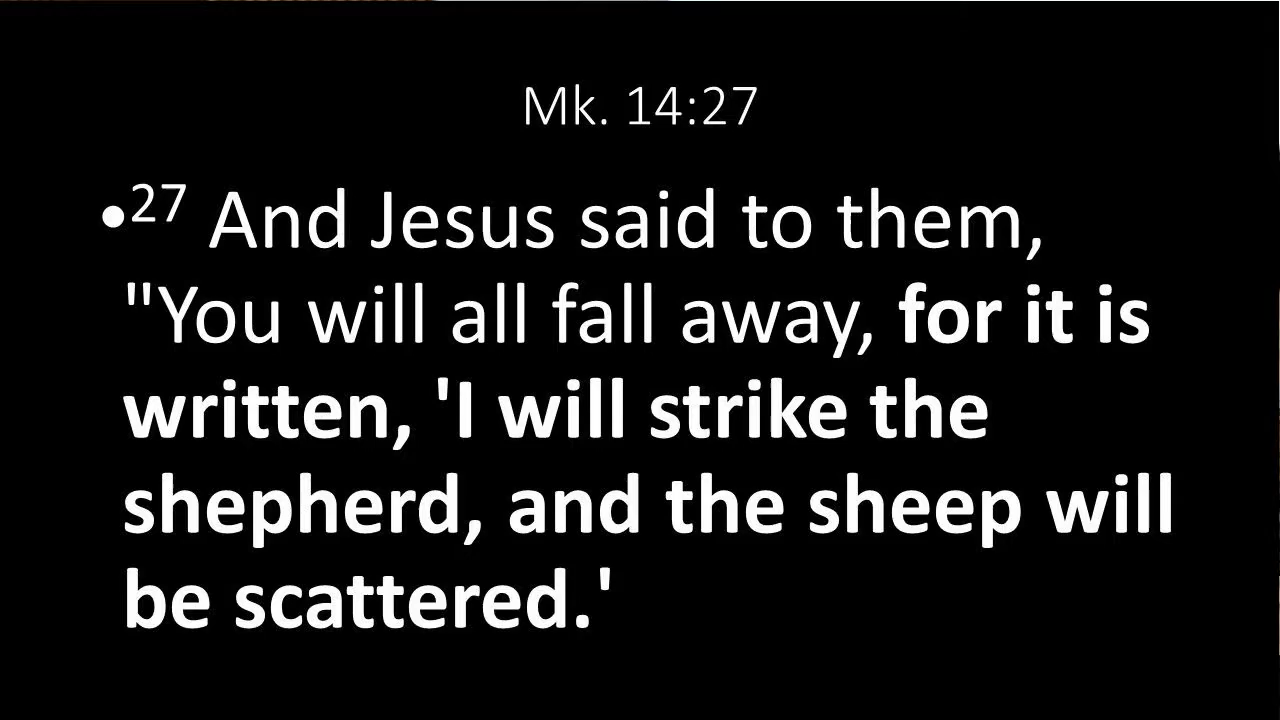 Mk. 14:27
•27 And Jesus said to them,
"You will all fall away, for it is
written, 'I will strike the
shepherd, and the sheep will
be scattered.'